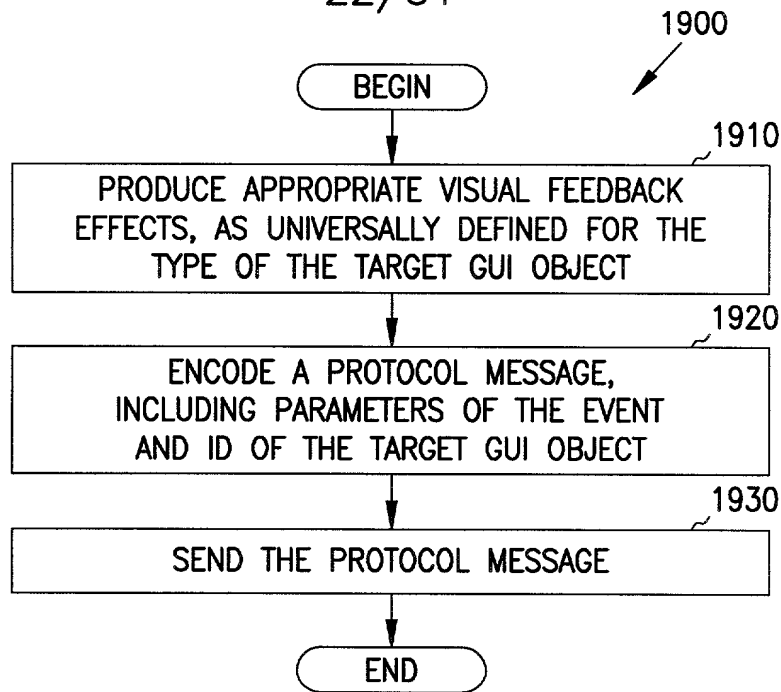 1900
BEGIN
1910
PRODUCE APPROPRIATE VISUAL FEEDBACK
EFFECTS, AS UNIVERSALLY DEFINED FOR THE
TYPE OF THE TARGET GUI OBJECT
1920
ENCODE A PROTOCOL MESSAGE,
INCLUDING PARAMETERS OF THE EVENT
AND ID OF THE TARGET GUI OBJECT
1930
SEND THE PROTOCOL MESSAGE
END